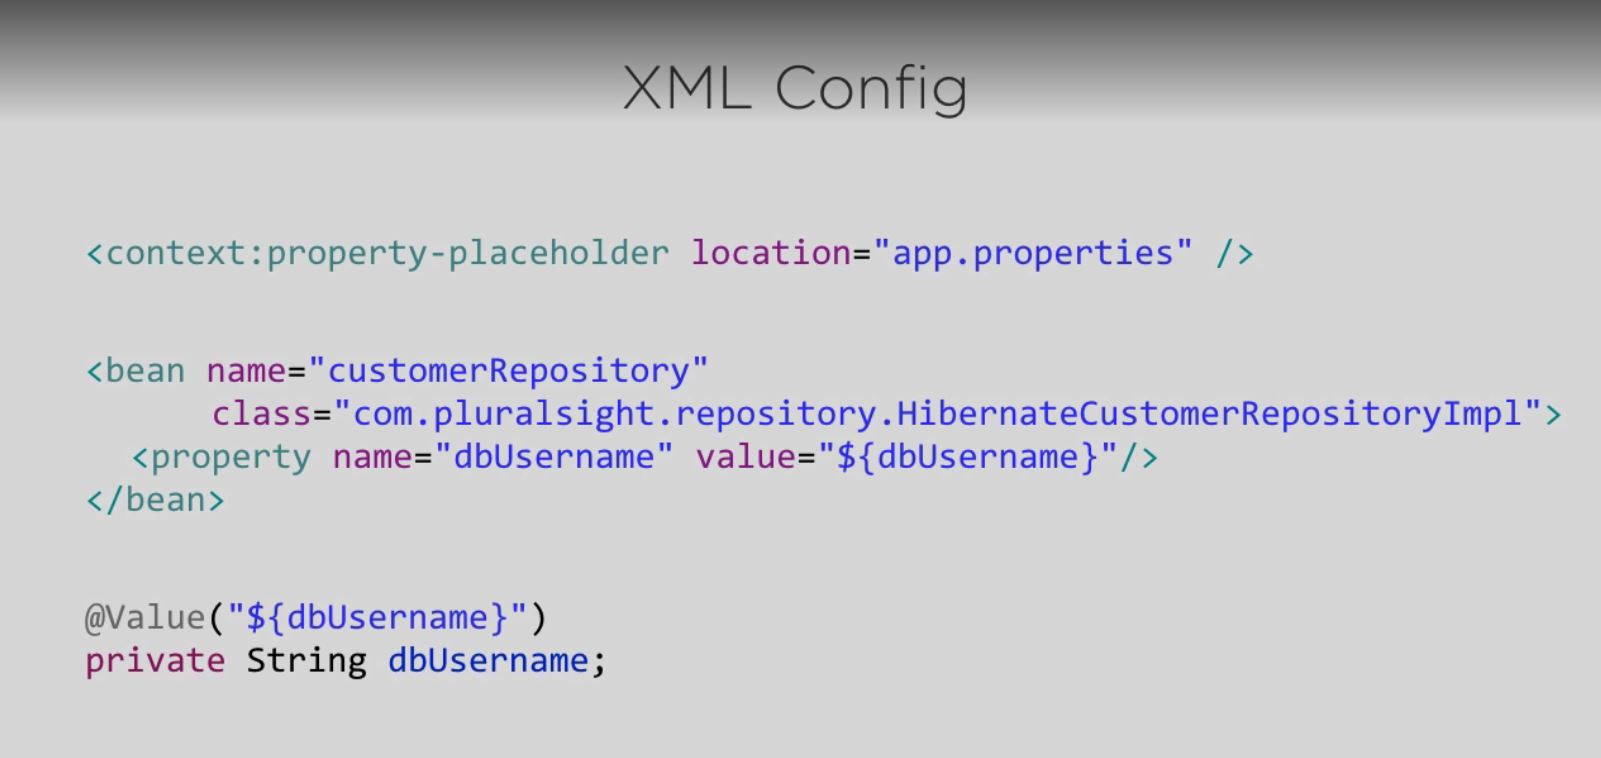 XML Config
<context:property-placeholder location="app.properties" />
<bean name="customerRepository"
class="com.pluralsight.repository.HibernateCustomerRepositoryImpl">
<property name="dbUsername" value="${dbUsername}"/>
</bean>
@Value("${dbUsername}")
private String dbUsername;